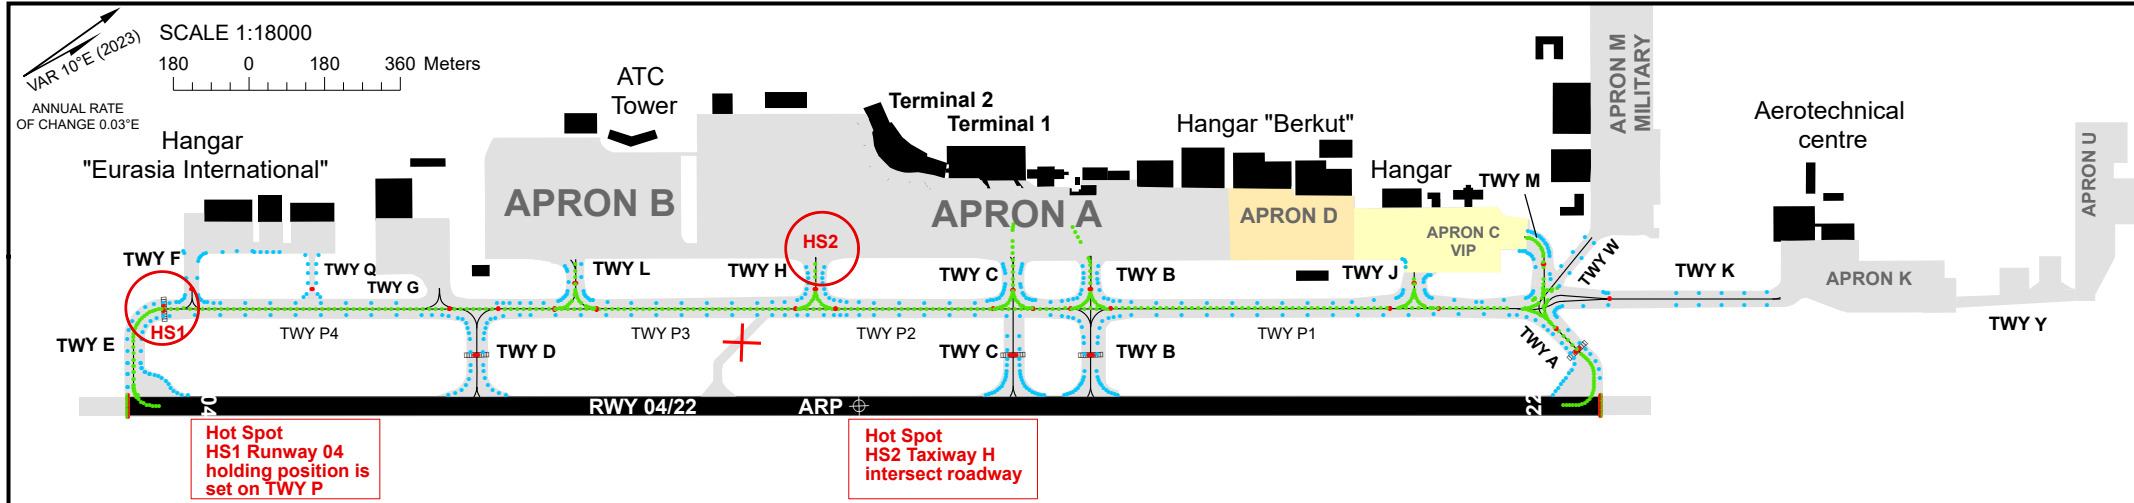 SCALE 1:18000
VAR 10°E (2023)
180 0 180 360 Meters
ANNUAL RATE
OF CHANGE 0.03°E
Hangar
"Eurasia International"
ATC
Tower
Terminal 2
Terminal 1
Hangar "Berkut"
Hangar
TWY M
APRON M
MILITARY
Aerotechnical
centre
APRON U
APRON B
APRON A
APRON D
APRON C
VIP
APRON K
HS2
TWY F
TWY Q
TWY G
TWY L
TWY H
TWY C
TWY B
TWY J
TWY W
TWY K
TWY Y
HS1
TWY E
TWY P4
TWY D
TWY P3
TWY P2
TWY C
TWY B
TWY P1
TWY A
04
RWY 04/22
ARP
22
Hot Spot
HS1 Runway 04
holding position is
set on TWY P
Hot Spot
HS2 Taxiway H
intersect roadway